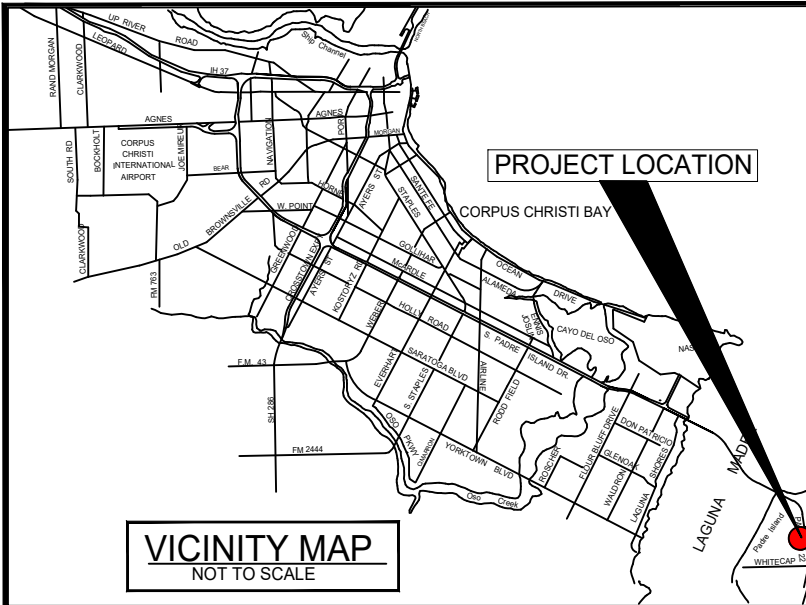 UP RIVER
ROAD
LEOPARD
RAND MORGAN
CLARKWOOD
IH 37
Ship Channel
AGNES
AGNES
PORT
MORGAN
SOUTH RD
BOCKHOLT
CORPUS
CHRISTI
INTERNATIONAL
AIRPORT
JOE MIREUR
BEAR
NAVIGATION
CLARKWOOD
OLD
BROWNSVILLE
RD
FM 763
HORNE
W. POINT
GREENWOOD
CROSSTOWN EXP
AYERS ST
AYERS ST
KOSTORYZ RD
STAPLES
SANTE FE
PROJECT LOCATION
CORPUS CHRISTI BAY
GOLLIHAR
McARDLE
OCEAN
DRIVE
ALAMEDA
ENNIS
JOSLIN
CAYO DEL OSO
NAS
WEBER
HOLLY ROAD
S. PADRE
ISLAND DR.
SARATOGA BLVD
AIRLINE
EVERHART
S. STAPLES
RODD FIELD
F.M. 43
SH 286
FM 2444
OSO
PKWY
CIMARRON
YORKTOWN
BLVD
Oso
Creek
ROSCHER
FLOUR BLUFF DRIVE
DON PATRICIO
GLENOAK
WALDRON
LAGUNA
SHORES
LAGUNA
MADRE
Padre Island
22
WHITECAP
VICINITY MAP
NOT TO SCALE